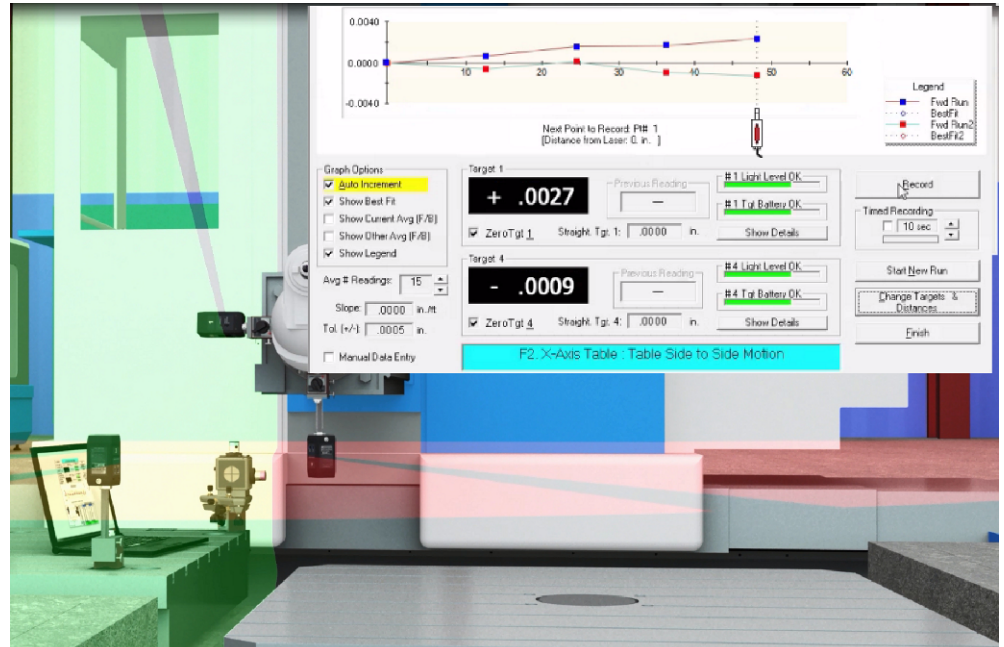 0.0040
0.0000
10
20
30
40
50
60
-0.0040
Legend
Fwd Run
BestFit
Fwd Run2
BestFit2
Next Point to Record: Pt# 1
(Distance from Laser: 0. in. )
Graph Options
Auto Increment
Show Best Fit
Show Current Avg (F/B)
Show Other Avg (F/B)
Show Legend
Avg # Readings: 15
Slope: .0000 in./ft
Tol. (+/-): .0005 in.
Manual Data Entry
Target 1
+ .0027
Previous Reading
—
#1 Light Level OK
#1 Tgt Battery OK
ZeroTgt 1 Straight. Tgt. 1: .0000 in. Show Details
Target 4
- .0009
Previous Reading
—
#4 Light Level OK
#4 Tgt Battery OK
ZeroTgt 4 Straight. Tgt. 4: .0000 in. Show Details
F2. X-Axis Table : Table Side to Side Motion
Record
Timed Recording
10 sec
Start New Run
Change Targets & Distances
Finish